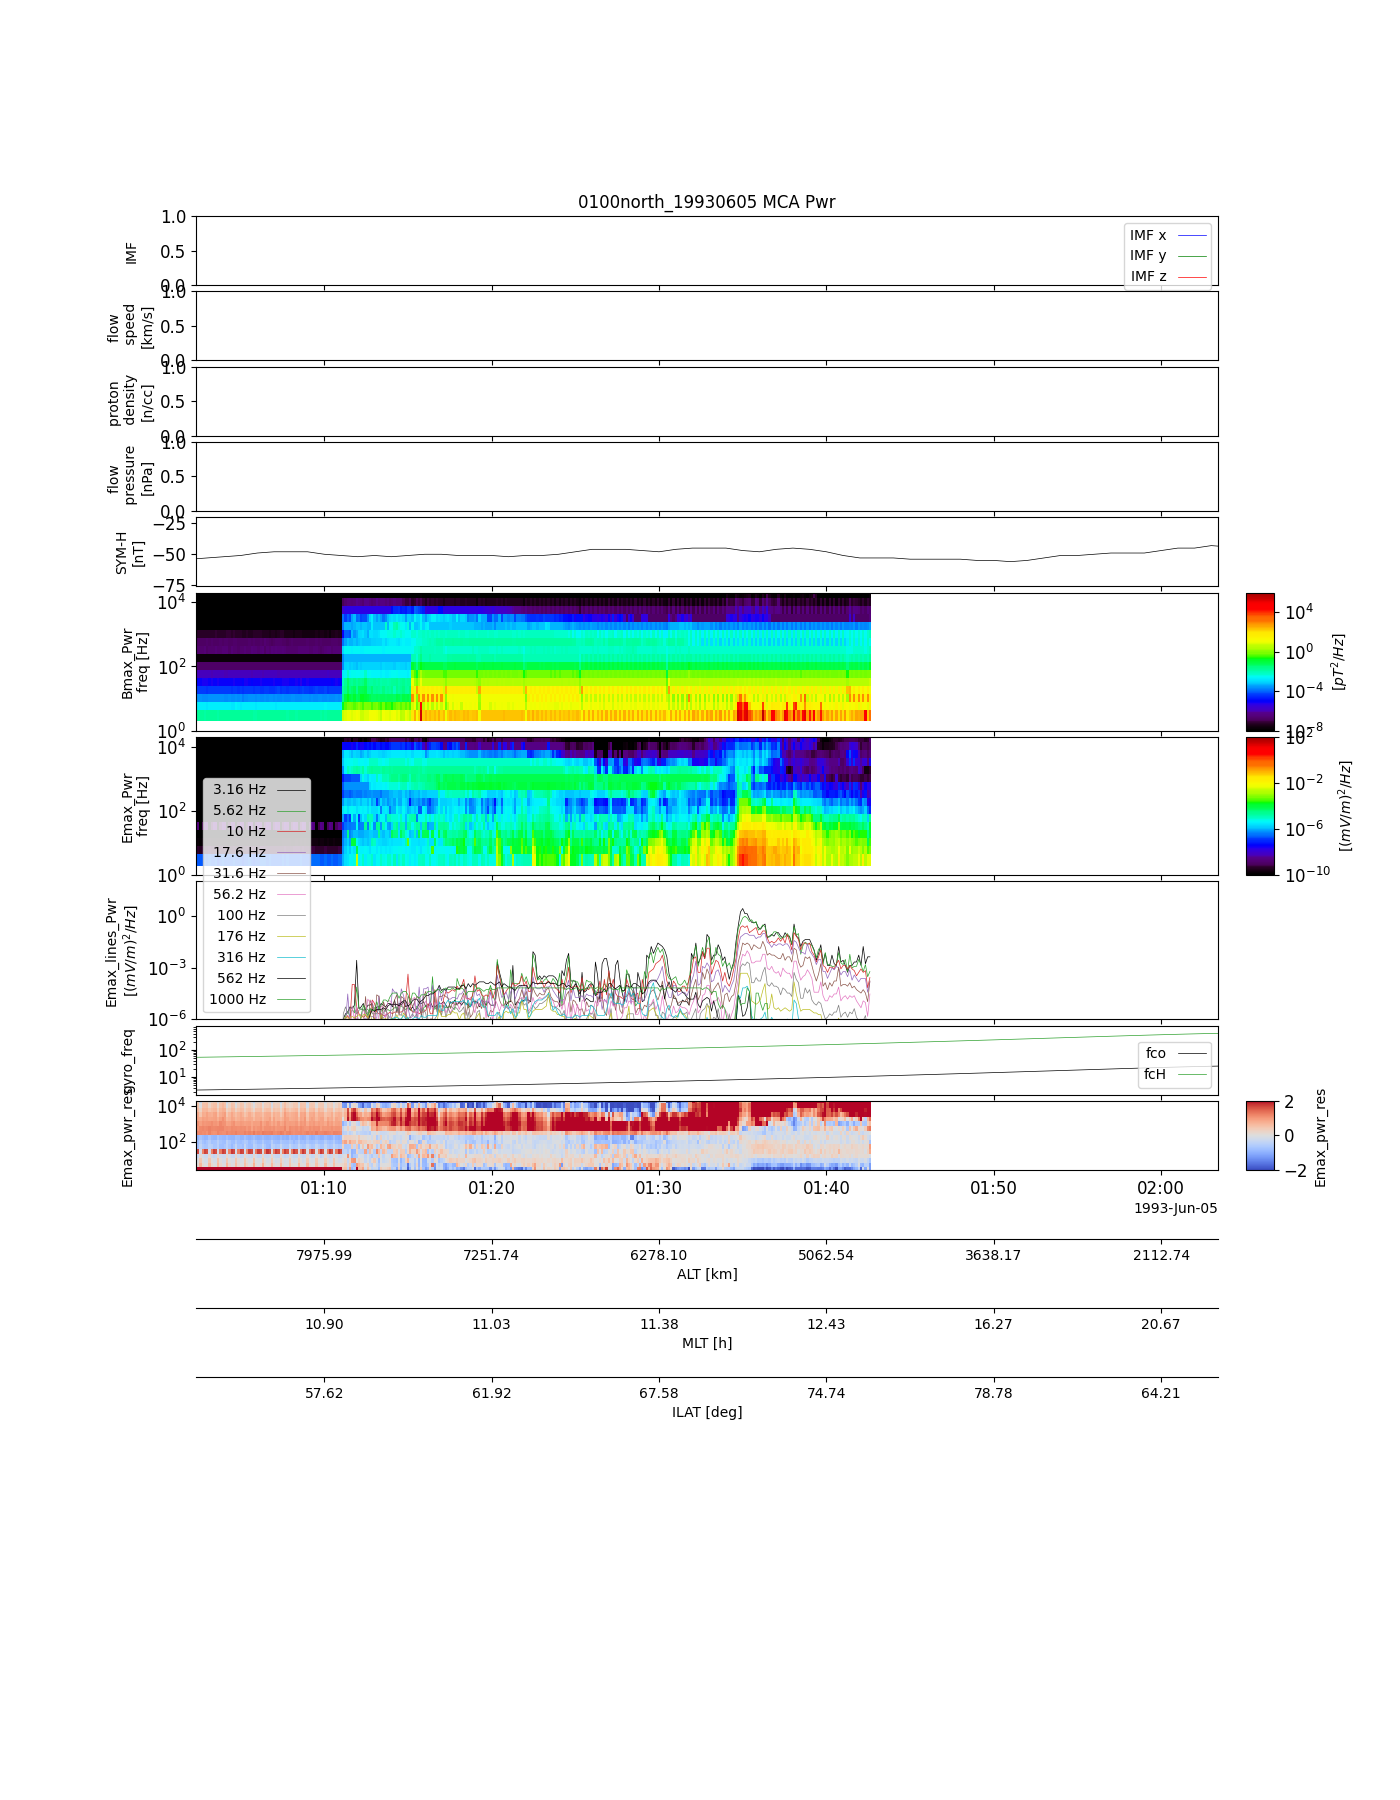 0100north_19930605 MCA Pwr
1.0
0.5
0.0
IMF
IMF x
IMF y
IMF z
1.0
0.5
0.0
flow
speed
[km/s]
1.0
0.5
0.0
proton
density
[n/cc]
1.0
0.5
0.0
flow
pressure
[nPa]
−25
−50
−75
SYM-H
[nT]
10^4
10^2
10^0
Bmax_Pwr
freq [Hz]
10^4
10^0
10^−4
10^−8
[pT^2/Hz]
10^4
10^2
10^0
Emax_Pwr
freq [Hz]
10^2
10^−2
10^−6
10^−10
[(mV/m)^2/Hz]
3.16 Hz
5.62 Hz
10 Hz
17.6 Hz
31.6 Hz
56.2 Hz
100 Hz
176 Hz
316 Hz
562 Hz
1000 Hz
10^0
10^−3
10^−6
Emax_lines_Pwr
[(mV/m)^2/Hz]
10^2
10^1
gyro_freq
fco
fcH
10^4
10^2
Emax_pwr_res
2
0
−2
Emax_pwr_res
01:10 01:20 01:30 01:40 01:50 02:00
1993-Jun-05
7975.99 7251.74 6278.10 5062.54 3638.17 2112.74
ALT [km]
10.90 11.03 11.38 12.43 16.27 20.67
MLT [h]
57.62 61.92 67.58 74.74 78.78 64.21
ILAT [deg]